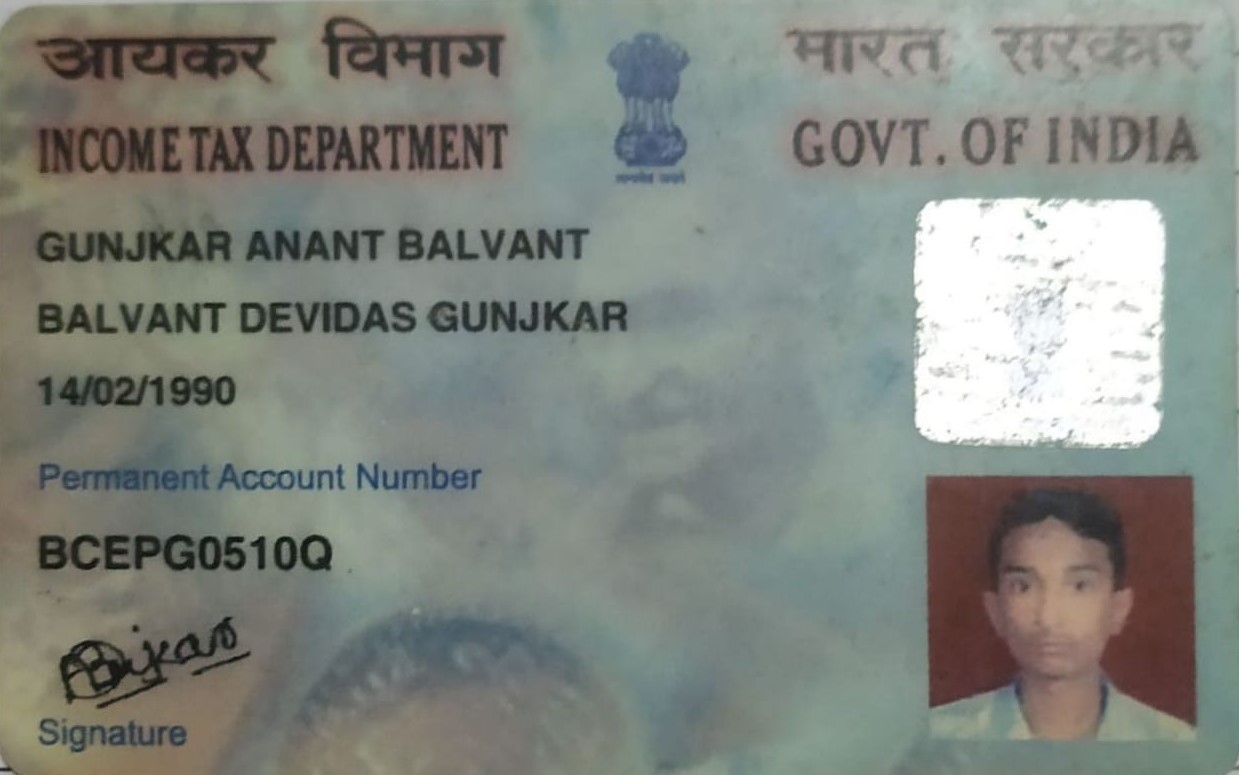 आयकर विभाग
INCOME TAX DEPARTMENT
भारत सरकार
GOVT. OF INDIA
सत्यमेव जयते
GUNJKAR ANANT BALVANT
BALVANT DEVIDAS GUNJKAR
14/02/1990
Permanent Account Number
BCEPG0510Q
Signature